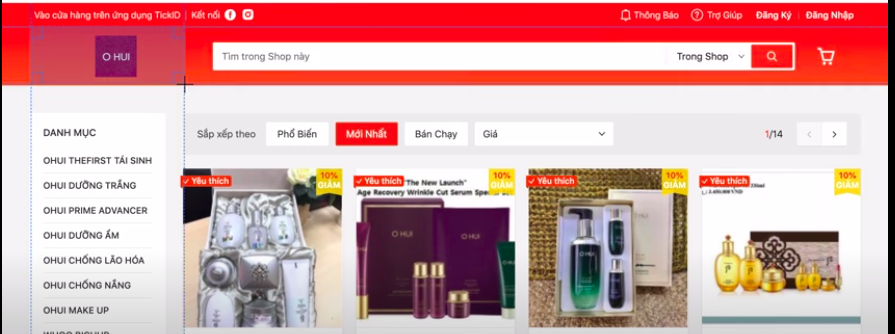 Vào cửa hàng trên ứng dụng TickID | Kết nối
Thông Báo
Trợ Giúp
Đăng Ký
Đăng Nhập
O HUI
Tìm trong Shop này
Trong Shop
DANH MỤC
OHUI THEFIRST TÁI SINH
OHUI DƯỠNG TRẮNG
OHUI PRIME ADVANCER
OHUI DƯỠNG ẨM
OHUI CHỐNG LÃO HÓA
OHUI CHỐNG NẮNG
OHUI MAKE UP
Sắp xếp theo
Phổ Biến
Mới Nhất
Bán Chạy
Giá
1/14
Yêu thích
10%
GIẢM
Yêu thích
"The New Launch"
Age Recovery Wrinkle Cut Serum
10%
GIẢM
O HUI
O HUI
Yêu thích
10%
GIẢM
Yêu thích
10%
GIẢM